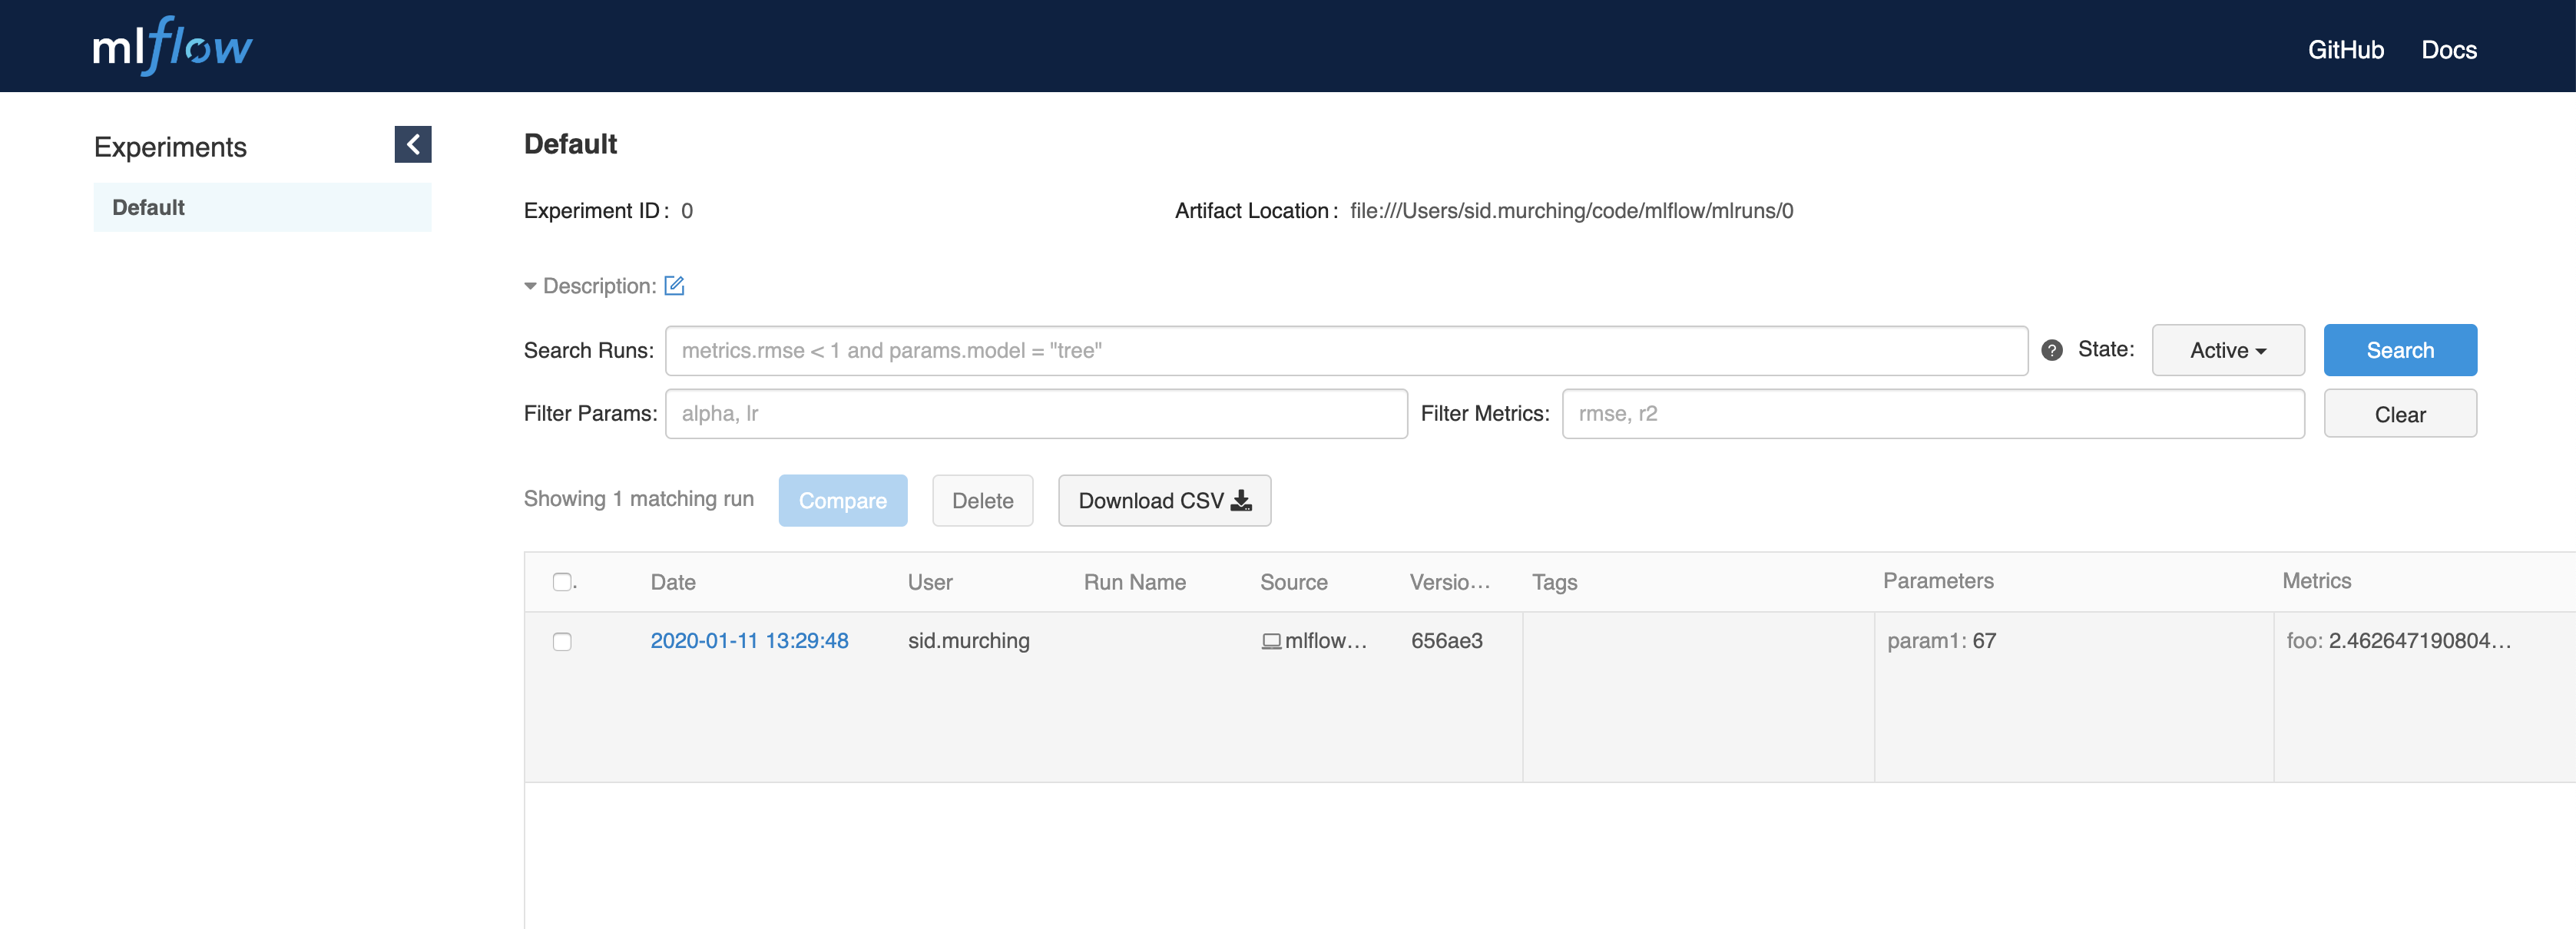 mlflow
GitHub Docs
Experiments
Default
Default
Experiment ID: 0
Artifact Location: file:///Users/sid.murching/code/mlflow/mlruns/0
Description:
Search Runs: metrics.rmse < 1 and params.model = "tree" ? State: Active Search
Filter Params: alpha, lr Filter Metrics: rmse, r2 Clear
Showing 1 matching run Compare Delete Download CSV
. Date User Run Name Source Versio... Tags Parameters Metrics
2020-01-11 13:29:48 sid.murching mlflow... 656ae3 param1: 67 foo: 2.462647190804...